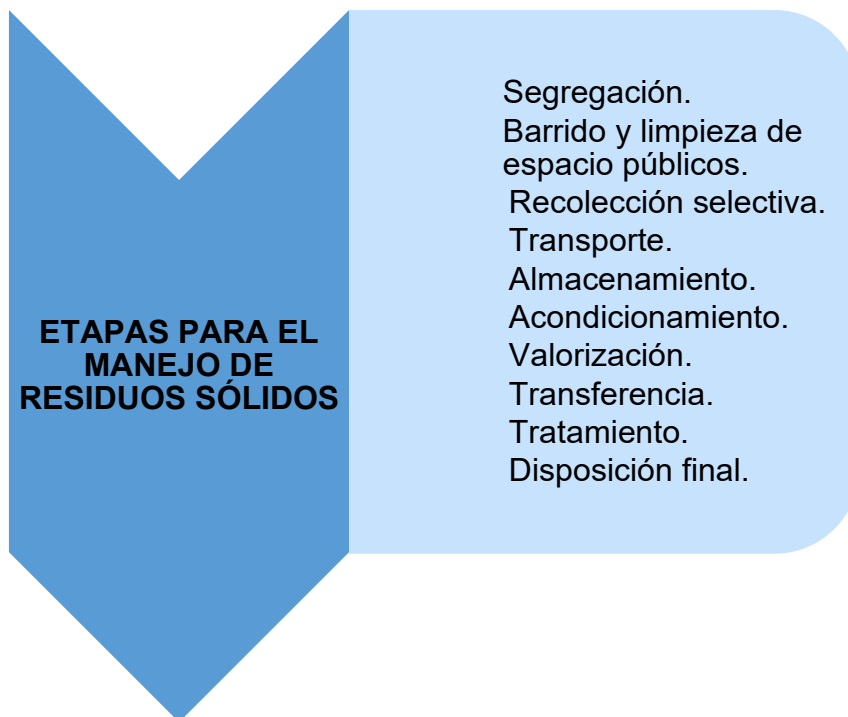 ETAPAS PARA EL
MANEJO DE
RESIDUOS SÓLIDOS
Segregación.
Barrido y limpieza de
espacio públicos.
Recolección selectiva.
Transporte.
Almacenamiento.
Acondicionamiento.
Valorización.
Transferencia.
Tratamiento.
Disposición final.